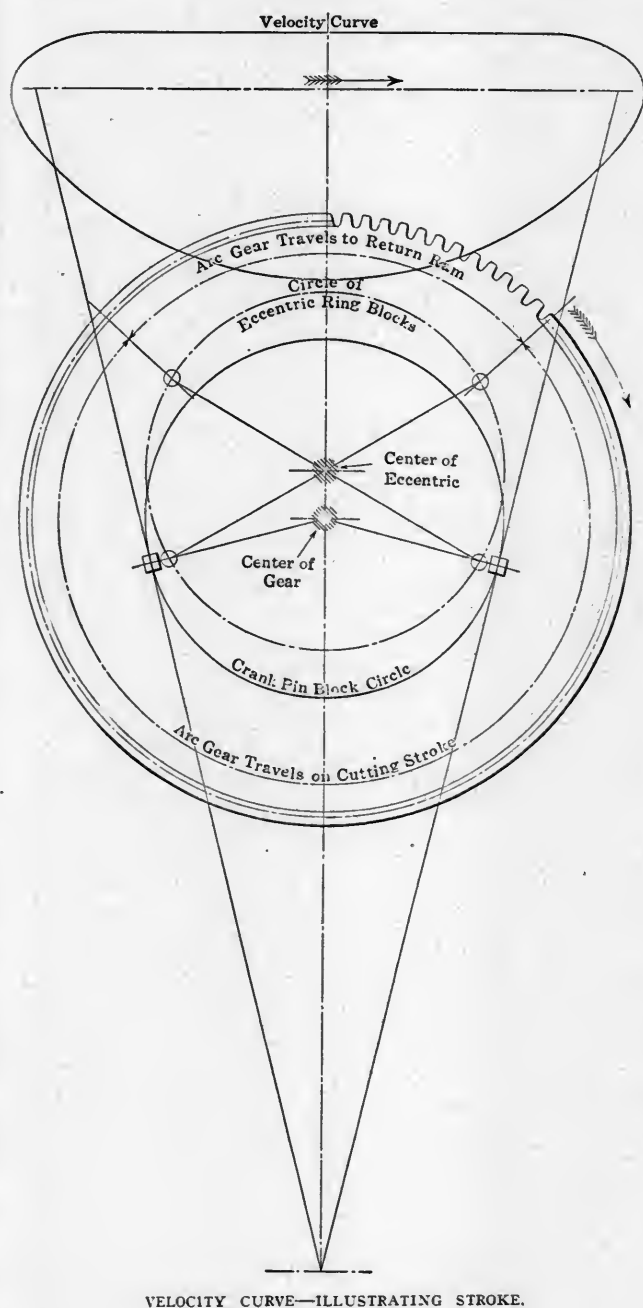 Velocity Curve
Arc Gear Travels to Return Ram
Circle of
Eccentric Ring Blocks
Center of
Eccentric
Center of
Gear
Crank Pin Block Circle
Arc Gear Travels on Cutting Stroke
VELOCITY CURVE—ILLUSTRATING STROKE.